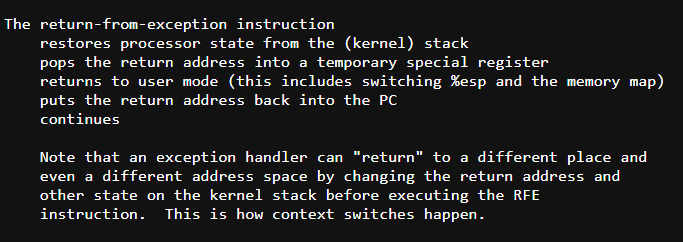 The return-from-exception instruction
restores processor state from the (kernel) stack
pops the return address into a temporary special register
returns to user mode (this includes switching %esp and the memory map)
puts the return address back into the PC
continues
Note that an exception handler can "return" to a different place and
even a different address space by changing the return address and
other state on the kernel stack before executing the RFE
instruction.  This is how context switches happen.